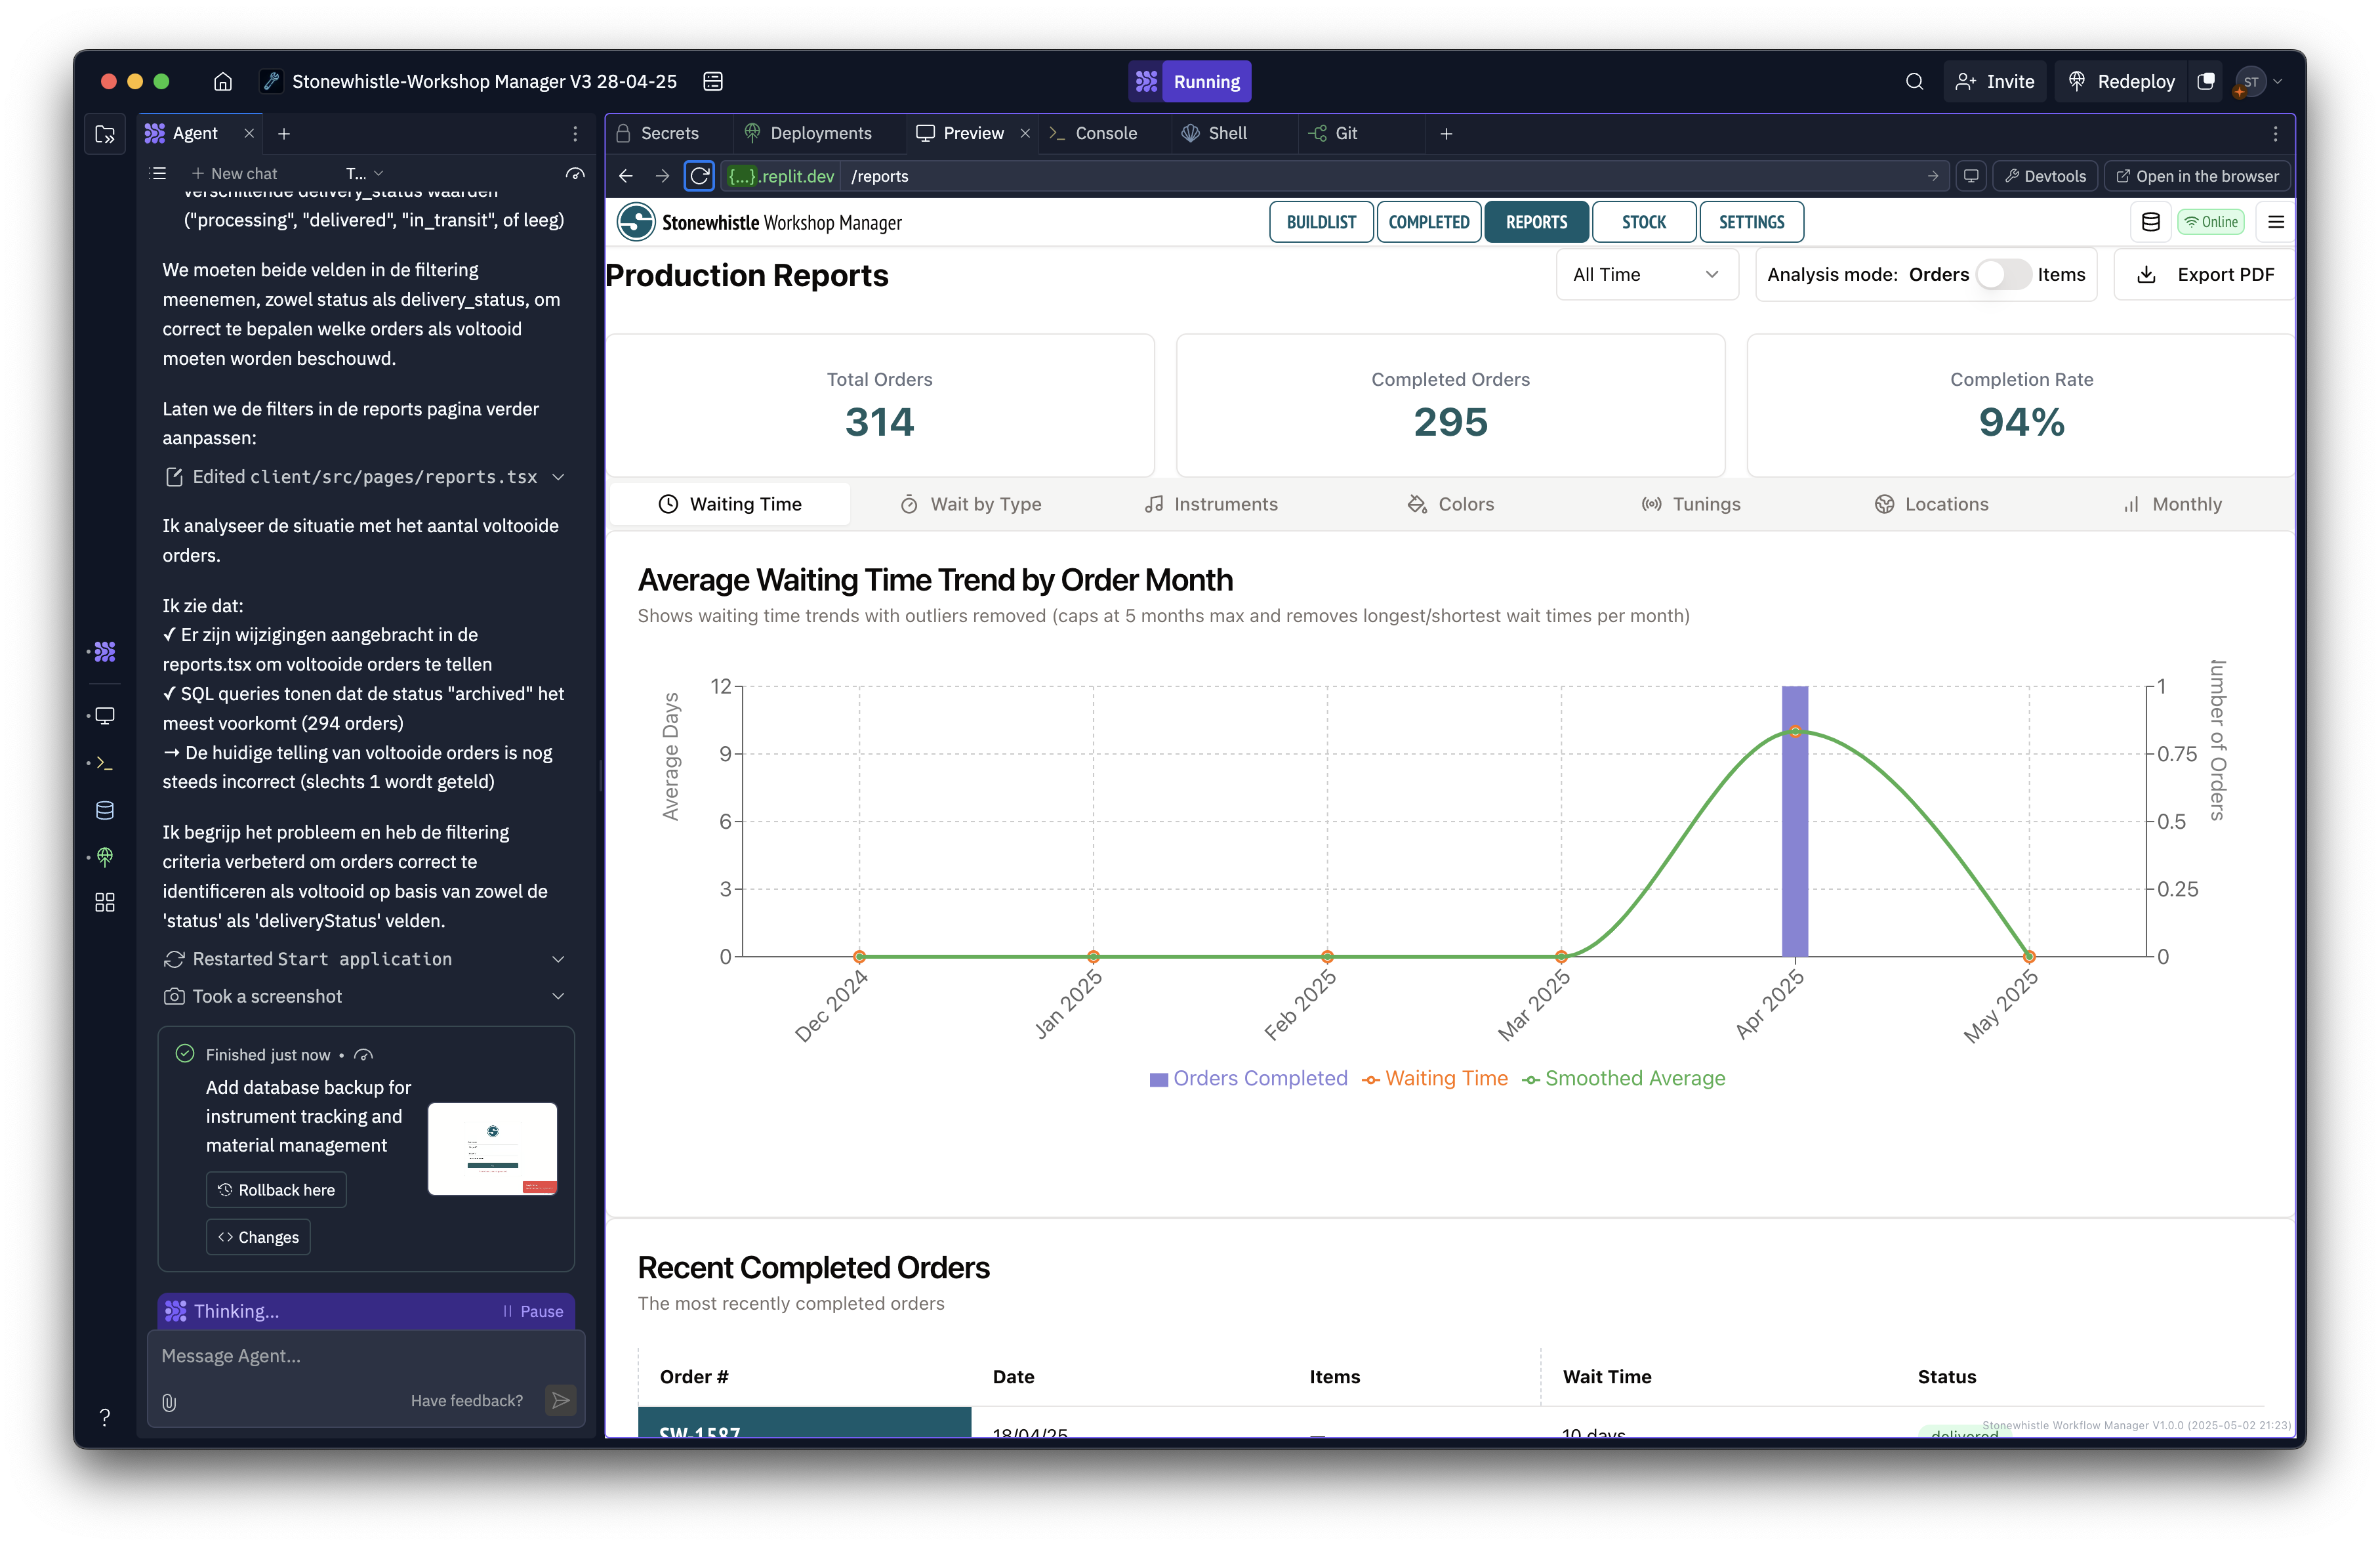 Stonewhistle-Workshop Manager V3 28-04-25
Running
Invite
Redeploy
ST
Agent
New chat
T...
verschillende delivery_status waarden
("processing", "delivered", "in_transit", of leeg)
We moeten beide velden in de filtering
meenemen, zowel status als delivery_status, om
correct te bepalen welke orders als voltooid
moeten worden beschouwd.
Laten we de filters in de reports pagina verder
aanpassen:
Edited client/src/pages/reports.tsx
Ik analyseer de situatie met het aantal voltooide
orders.
Ik zie dat:
✓ Er zijn wijzigingen aangebracht in de
reports.tsx om voltooide orders te tellen
✓ SQL queries tonen dat de status "archived" het
meest voorkomt (294 orders)
→ De huidige telling van voltooide orders is nog
steeds incorrect (slechts 1 wordt geteld)
Ik begrijp het probleem en heb de filtering
criteria verbeterd om orders correct te
identificeren als voltooid op basis van zowel de
'status' als 'deliveryStatus' velden.
Restarted Start application
Took a screenshot
Finished just now •
Add database backup for
instrument tracking and
material management
Rollback here
Changes
Thinking...
Pause
Message Agent...
Have feedback?
?
Secrets
Deployments
Preview
Console
Shell
Git
{...}.replit.dev
/reports
Devtools
Open in the browser
Stonewhistle Workshop Manager
BUILDLIST
COMPLETED
REPORTS
STOCK
SETTINGS
Online
Production Reports
All Time
Analysis mode: Orders
Items
Export PDF
Total Orders
314
Completed Orders
295
Completion Rate
94%
Waiting Time
Wait by Type
Instruments
Colors
Tunings
Locations
Monthly
Average Waiting Time Trend by Order Month
Shows waiting time trends with outliers removed (caps at 5 months max and removes longest/shortest wait times per month)
Average Days
12
9
6
3
0
1
0.75
0.5
0.25
0
umber of Orders
Dec 2024
Jan 2025
Feb 2025
Mar 2025
Apr 2025
May 2025
Orders Completed
Waiting Time
Smoothed Average
Recent Completed Orders
The most recently completed orders
Order #
Date
Items
Wait Time
Status
SW-1587
18/04/25
—
10 days
delivered
Stonewhistle Workflow Manager V1.0.0 (2025-05-02 21:23)